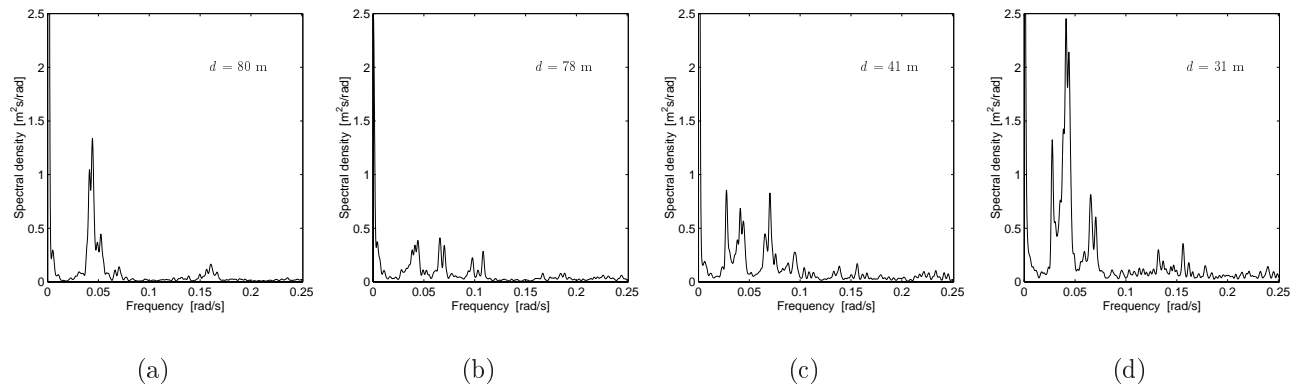 Spectral density [m²s/rad]
2.5
2
1.5
1
0.5
0
d = 80 m
0 0.05 0.1 0.15 0.2 0.25
Frequency [rad/s]
(a)
Spectral density [m²s/rad]
2.5
2
1.5
1
0.5
0
d = 78 m
0 0.05 0.1 0.15 0.2 0.25
Frequency [rad/s]
(b)
Spectral density [m²s/rad]
2.5
2
1.5
1
0.5
0
d = 41 m
0 0.05 0.1 0.15 0.2 0.25
Frequency [rad/s]
(c)
Spectral density [m²s/rad]
2.5
2
1.5
1
0.5
0
d = 31 m
0 0.05 0.1 0.15 0.2 0.25
Frequency [rad/s]
(d)